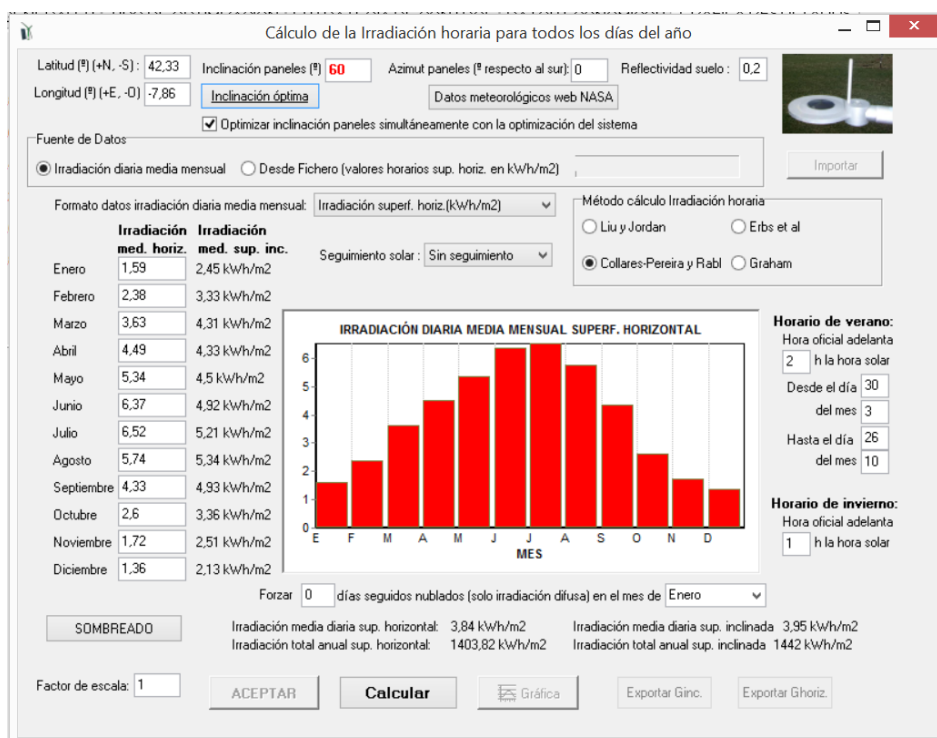 Cálculo de la Irradiación horaria para todos los días del año
Latitud (º) (+N, -S) : 42,33 Inclinación paneles (º) 60 Azimut paneles (º respecto al sur): 0 Reflectividad suelo : 0,2
Longitud (º) (+E, -O) -7,86 Inclinación óptima Datos meteorológicos web NASA
Optimizar inclinación paneles simultáneamente con la optimización del sistema
Fuente de Datos
Irradiación diaria media mensual Desde Fichero (valores horarios sup. horiz. en kWh/m2) Importar
Formato datos irradiación diaria media mensual: Irradiación superf. horiz.(kWh/m2)
Método cálculo Irradiación horaria
Liu y Jordan Erbs et al
Collares-Pereira y Rabl Graham
Seguimiento solar : Sin seguimiento
Irradiación Irradiación
med. horiz. med. sup. inc.
Enero 1,59 2,45 kWh/m2
Febrero 2,38 3,33 kWh/m2
Marzo 3,63 4,31 kWh/m2
Abril 4,49 4,33 kWh/m2
Mayo 5,34 4,5 kWh/m2
Junio 6,37 4,92 kWh/m2
Julio 6,52 5,21 kWh/m2
Agosto 5,74 5,34 kWh/m2
Septiembre 4,33 4,93 kWh/m2
Octubre 2,6 3,36 kWh/m2
Noviembre 1,72 2,51 kWh/m2
Diciembre 1,36 2,13 kWh/m2
IRRADIACIÓN DIARIA MEDIA MENSUAL SUPERF. HORIZONTAL
6
5
4
3
2
1
0
E F M A M J J A S O N D
MES
Horario de verano:
Hora oficial adelanta
2 h la hora solar
Desde el día 30
del mes 3
Hasta el día 26
del mes 10
Horario de invierno:
Hora oficial adelanta
1 h la hora solar
Forzar 0 días seguidos nublados (solo irradiación difusa) en el mes de Enero
SOMBREADO
Irradiación media diaria sup. horizontal: 3,84 kWh/m2 Irradiación media diaria sup. inclinada 3,95 kWh/m2
Irradiación total anual sup. horizontal: 1403,82 kWh/m2 Irradiación total anual sup. inclinada 1442 kWh/m2
Factor de escala: 1 ACEPTAR Calcular Gráfica Exportar Ginc. Exportar Ghoriz.